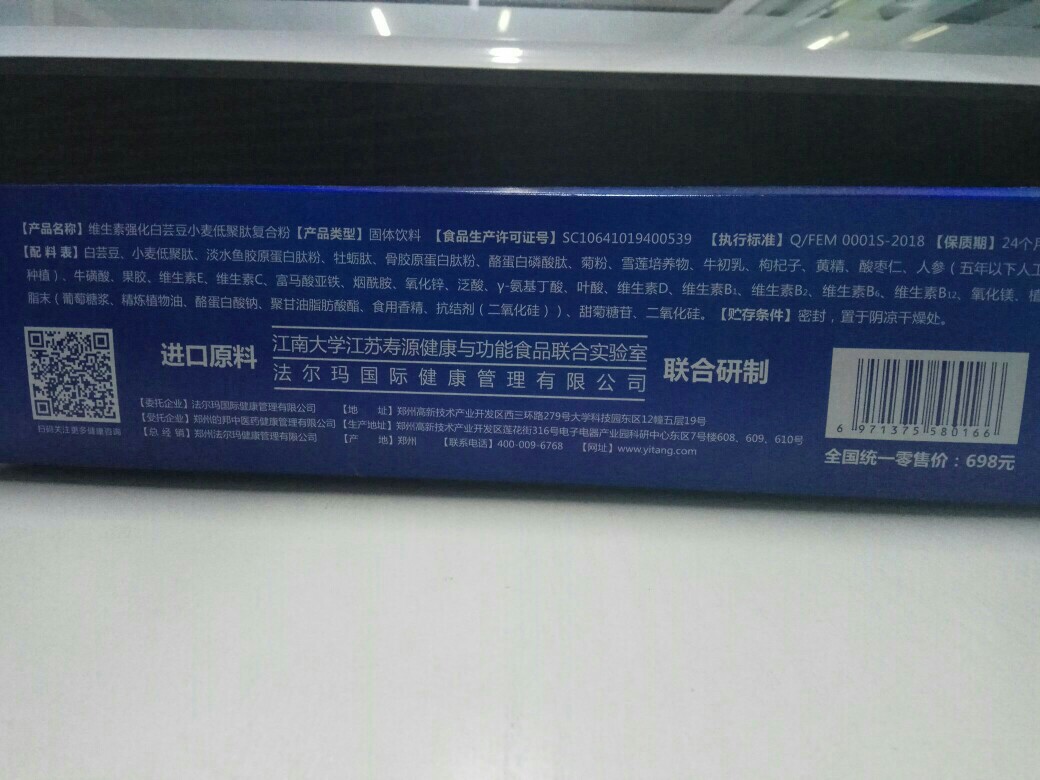 【产品名称】维生素强化白芸豆小麦低聚肽复合粉【产品类型】固体饮料 【食品生产许可证号】SC10641019400539 【执行标准】Q/FEM 0001S-2018【保质期】24个月
【配 料 表】白芸豆、小麦低聚肽、淡水鱼胶原蛋白肽粉、牡蛎肽、骨胶原蛋白肽粉、酪蛋白磷酸肽、菊粉、雪莲培养物、牛初乳、枸杞子、黄精、酸枣仁、人参（五年以下人工
种植）、牛磺酸、果胶、维生素E、维生素C、富马酸亚铁、烟酰胺、氧化锌、泛酸、γ-氨基丁酸、叶酸、维生素D、维生素B₁、维生素B₂、维生素B₆、维生素B₁₂、氧化镁、植
脂末（葡萄糖浆、精炼植物油、酪蛋白酸钠、聚甘油脂肪酸酯、食用香精、抗结剂（二氧化硅））、甜菊糖苷、二氧化硅。【贮存条件】密封，置于阴凉干燥处。
进口原料
江南大学江苏寿源健康与功能食品联合实验室
法尔玛国际健康管理有限公司
联合研制
扫码关注更多健康咨询
【委托企业】法尔玛国际健康管理有限公司 【地 址】郑州高新技术产业开发区西三环路279号大学科技园东区12幢五层19号
【受托企业】郑州的邦中医药健康管理有限公司【生产地址】郑州高新技术产业开发区莲花街316号电子电器产业园科研中心东区7号楼608、609、610号
【总 经 销】郑州法尔玛健康管理有限公司 【产 地】郑州 【联系电话】400-009-6768 【网址】www.yitang.com
6 971375 580166
全国统一零售价：698元